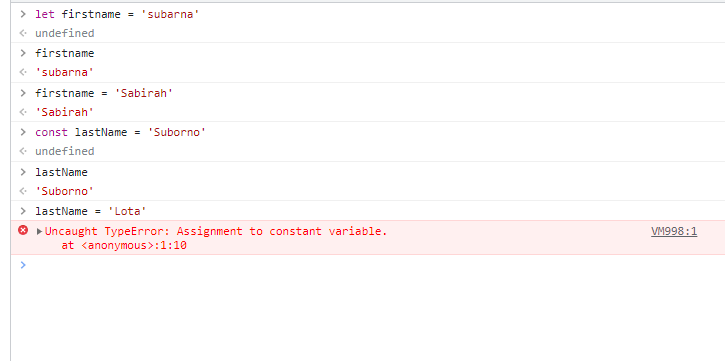 let firstname = 'subarna'
undefined
firstname
'subarna'
firstname = 'Sabirah'
'Sabirah'
const lastName = 'Suborno'
undefined
lastName
'Suborno'
lastName = 'Lota'
Uncaught TypeError: Assignment to constant variable. VM998:1
at <anonymous>:1:10